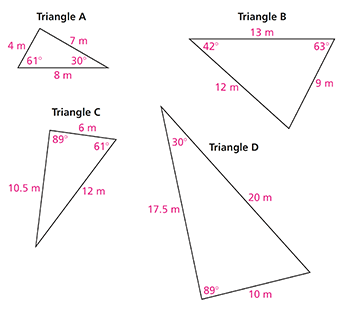 Triangle A
4 m
7 m
61°
30°
8 m
Triangle B
13 m
42°
63°
12 m
9 m
Triangle C
6 m
89°
61°
10.5 m
12 m
Triangle D
30°
20 m
17.5 m
89°
10 m